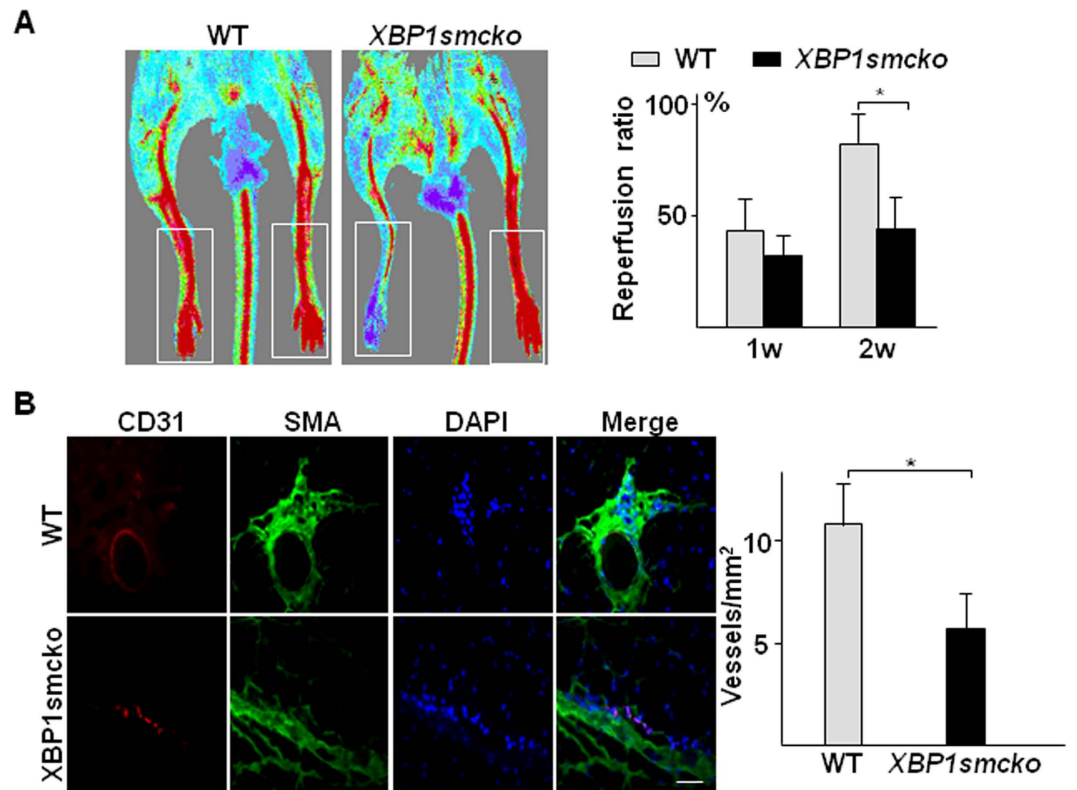 A
WT
XBP1smcko
WT XBP1smcko
100 %
*
50
Reperfusion ratio
1w 2w
B
CD31 SMA DAPI Merge
WT
XBP1smcko
*
10
5
Vessels/mm²
WT XBP1smcko